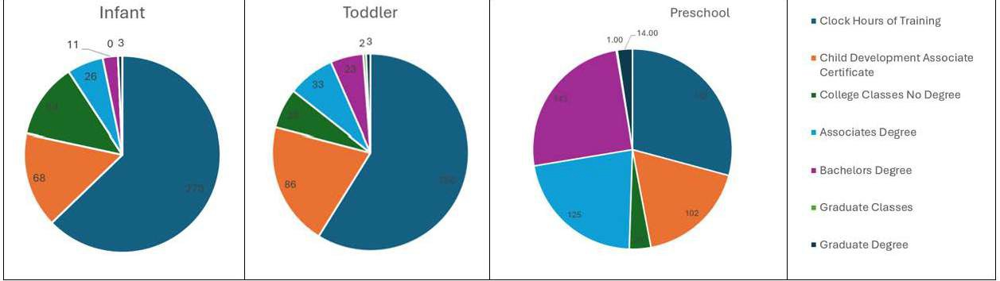 Infant
11
0
3
26
68
275
Toddler
2
3
23
33
86
Preschool
1.00
14.00
143
125
102
Clock Hours of Training
Child Development Associate
Certificate
College Classes No Degree
Associates Degree
Bachelors Degree
Graduate Classes
Graduate Degree